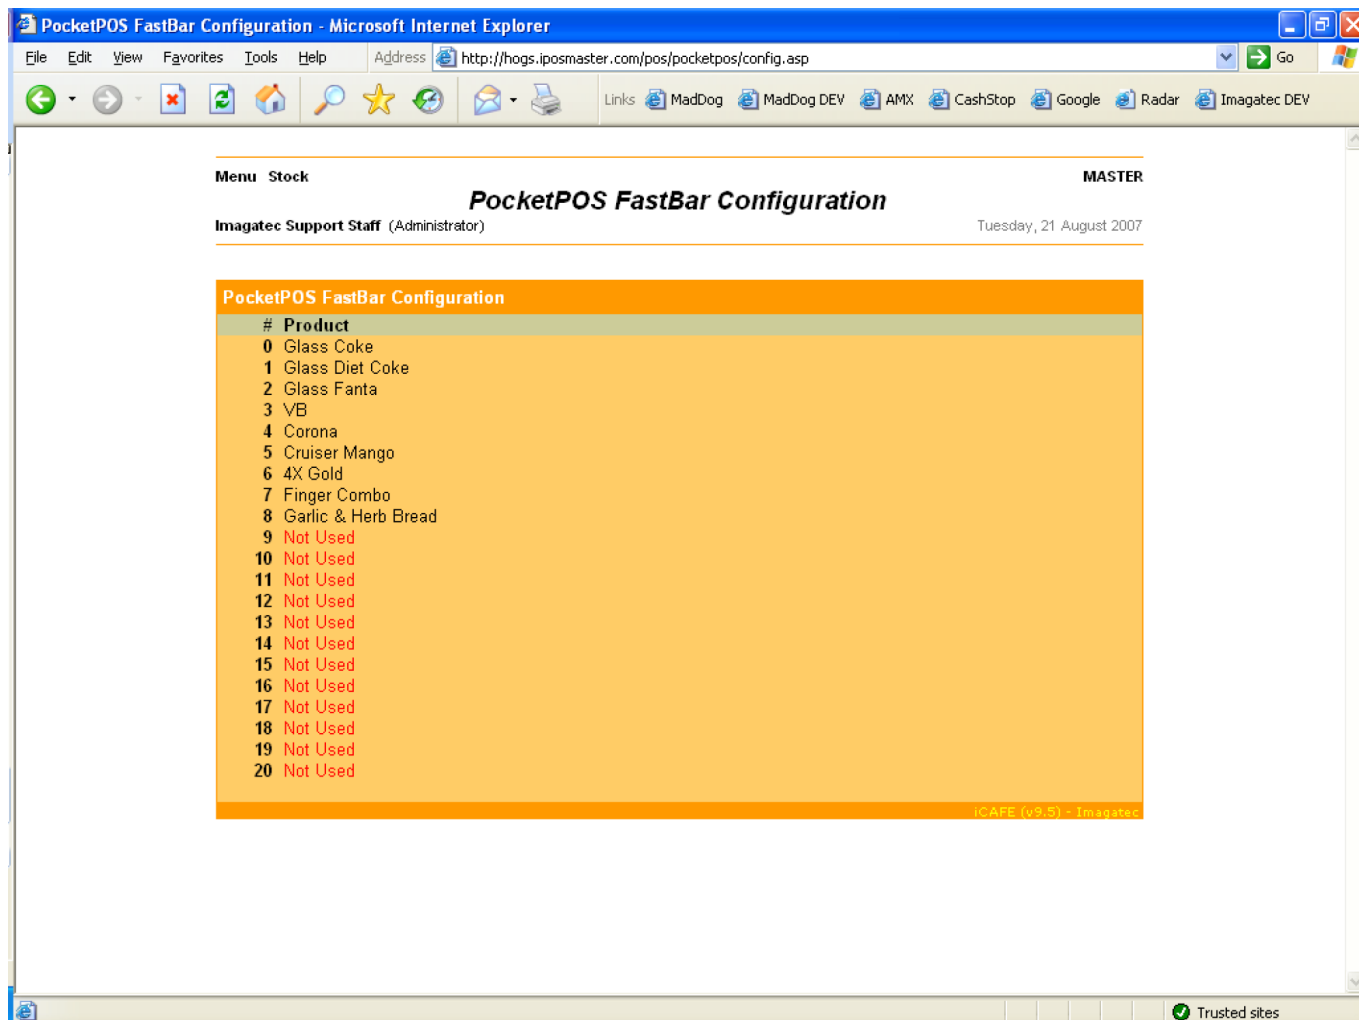 PocketPOS FastBar Configuration - Microsoft Internet Explorer
File Edit View Favorites Tools Help Address http://hogs.iposmaster.com/pos/pocketpos/config.asp Go
Links MadDog MadDog DEV AMX CashStop Google Radar Imagatec DEV
Menu Stock MASTER
PocketPOS FastBar Configuration
Imagatec Support Staff (Administrator) Tuesday, 21 August 2007
PocketPOS FastBar Configuration
# Product
0 Glass Coke
1 Glass Diet Coke
2 Glass Fanta
3 VB
4 Corona
5 Cruiser Mango
6 4X Gold
7 Finger Combo
8 Garlic & Herb Bread
9 Not Used
10 Not Used
11 Not Used
12 Not Used
13 Not Used
14 Not Used
15 Not Used
16 Not Used
17 Not Used
18 Not Used
19 Not Used
20 Not Used
iCAFE (v9.5) - Imagatec
Trusted sites